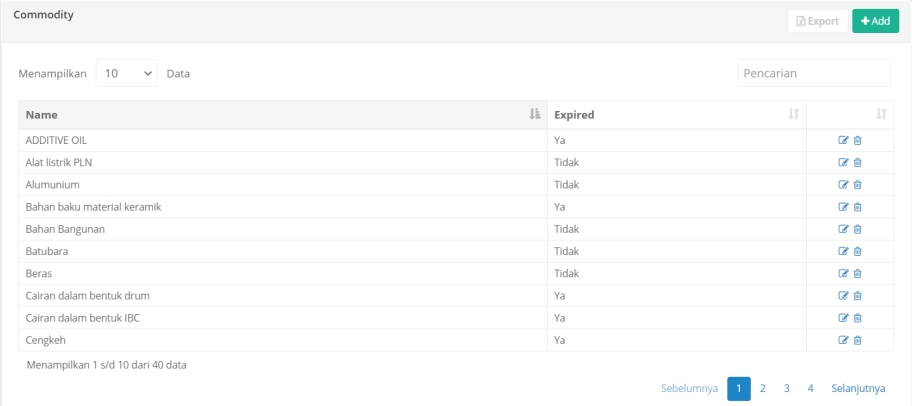 Commodity
Export
Add
Menampilkan 10 Data
Pencarian
Name Expired
ADDITIVE OIL Ya
Alat listrik PLN Tidak
Alumunium Tidak
Bahan baku material keramik Ya
Bahan Bangunan Tidak
Batubara Tidak
Beras Tidak
Cairan dalam bentuk drum Ya
Cairan dalam bentuk IBC Ya
Cengkeh Ya
Menampilkan 1 s/d 10 dari 40 data
Sebelumnya 1 2 3 4 Selanjutnya